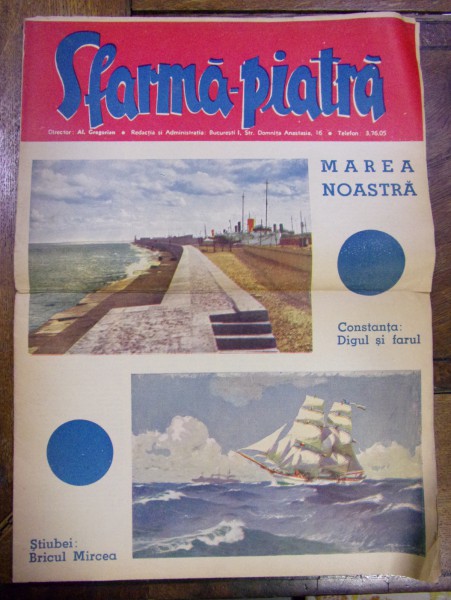 Sfarmă-piatră
Director: Al. Gregorian • Redacția si Administrația: București I, Str. Domnița Anastasia, 16 • Telefon: 3.16.05
MAREA
NOASTRĂ
Constanța:
Digul și farul
Știubei:
Bricul Mircea